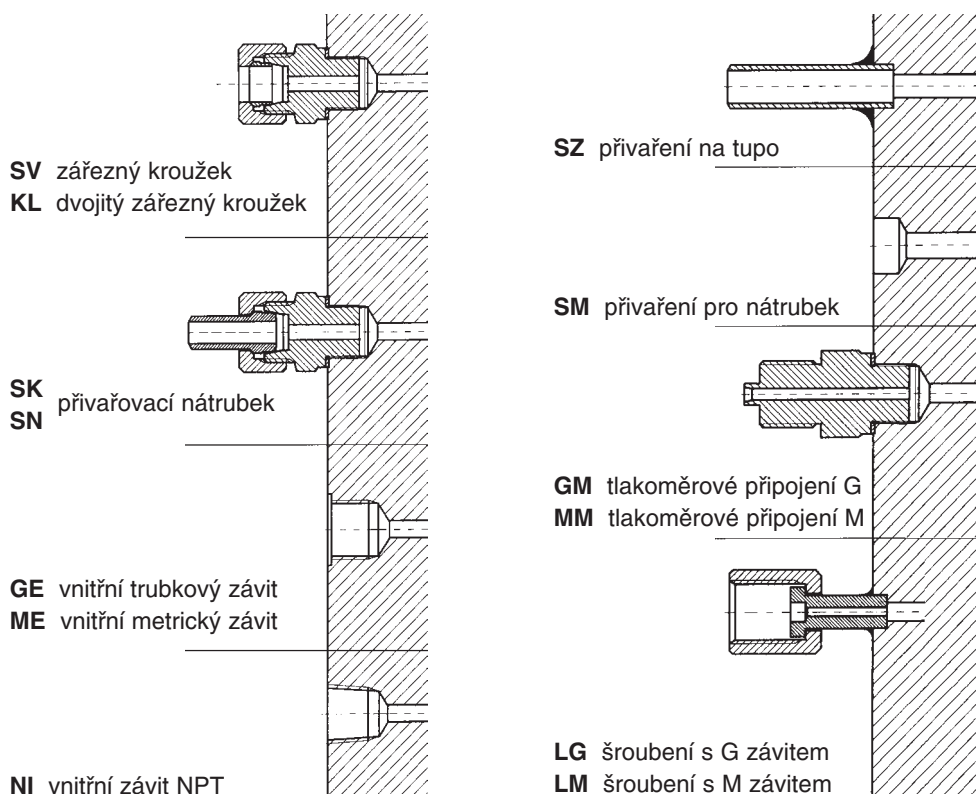 SV zářezný kroužek
KL dvojitý zářezný kroužek
SK
SN
přivařovací nátrubek
GE vnitřní trubkový závit
ME vnitřní metrický závit
NI vnitřní závit NPT
SZ přivaření na tupo
SM přivaření pro nátrubek
GM tlakoměrové připojení G
MM tlakoměrové připojení M
LG šroubení s G závitem
LM šroubení s M závitem